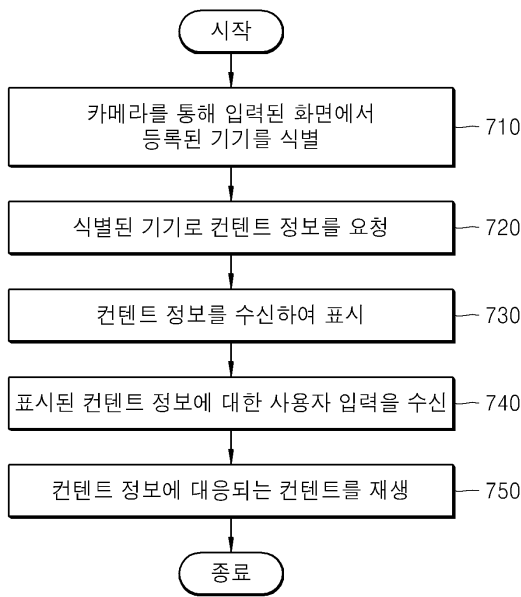 시작
카메라를 통해 입력된 화면에서
등록된 기기를 식별
710
식별된 기기로 컨텐트 정보를 요청
720
컨텐트 정보를 수신하여 표시
730
표시된 컨텐트 정보에 대한 사용자 입력을 수신
740
컨텐트 정보에 대응되는 컨텐트를 재생
750
종료